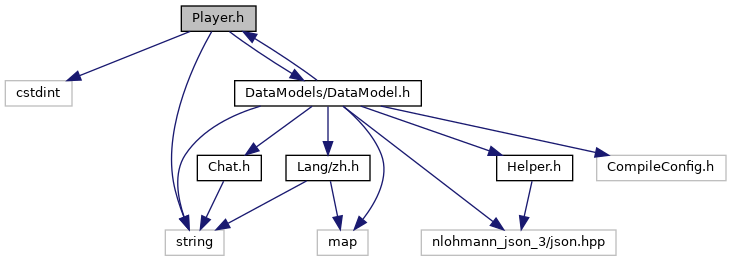 Player.h
cstdint
DataModels/DataModel.h
Chat.h
Lang/zh.h
Helper.h
CompileConfig.h
string
map
nlohmann_json_3/json.hpp